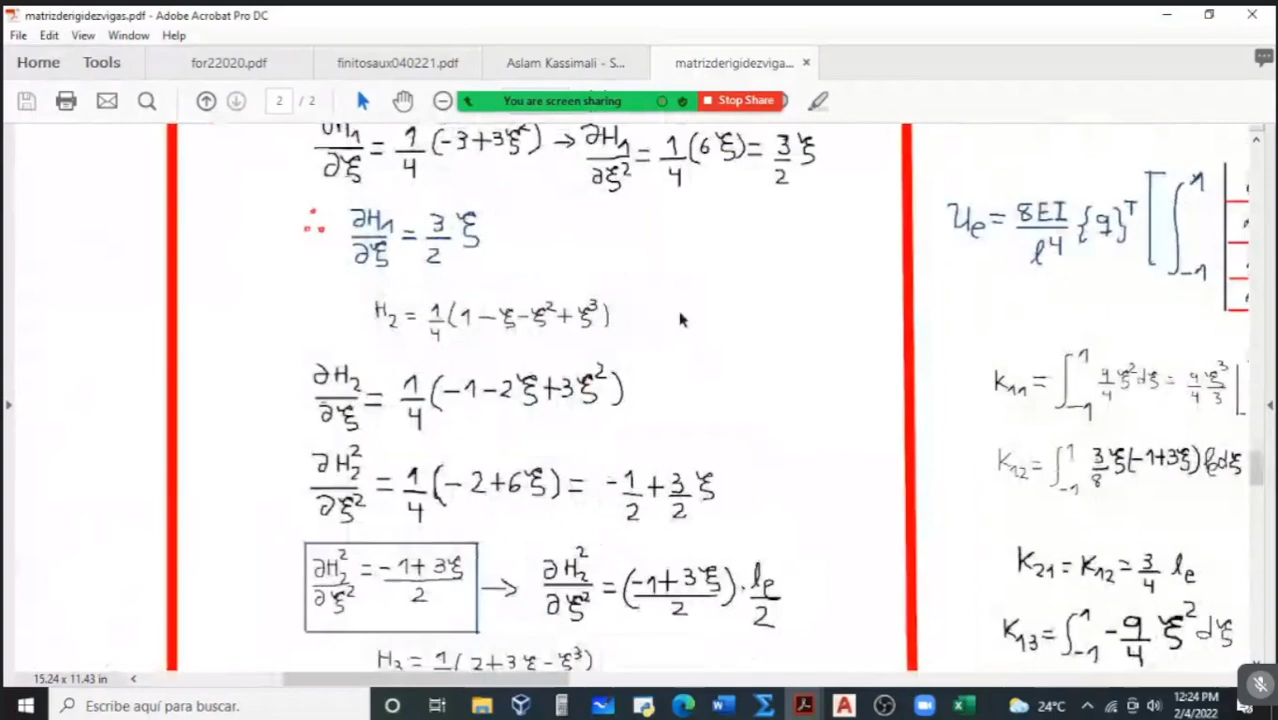 matrizderigidezvigas.pdf - Adobe Acrobat Pro DC
File Edit View Window Help
Home Tools for22020.pdf finitosaux040221.pdf Aslam Kassimali - S... matrizderigidezviga... ×
2 / 2 You are screen sharing Stop Share
∂H₁/∂ξ = 1/4 (-3+3ξ²) → ∂H₁/∂ξ² = 1/4 (6ξ) = 3/2 ξ
∴ ∂H₁/∂ξ = 3/2 ξ
H₂ = 1/4 (1-ξ-ξ²+ξ³)
∂H₂/∂ξ = 1/4 (-1-2ξ+3ξ²)
∂H₂²/∂ξ² = 1/4 (-2+6ξ) = -1/2 + 3/2 ξ
∂H₂²/∂ξ² = (-1+3ξ)/2 → ∂H₂²/∂ξ² = (-1+3ξ/2) · le/2
H₃ = 1/ (2+3ξ-ξ³)
Ue = 8EI/l⁴ {q}ᵀ [∫₋₁¹
K₁₁ = ∫₋₁¹ 9/4 ξ² dξ = 9/4 ξ³/3 |
K₁₂ = ∫₋₁¹ 3/8 ξ(-1+3ξ) le dξ
K₂₁ = K₁₂ = 3/4 le
K₁₃ = ∫₋₁¹ -9/4 ξ² dξ
15.24 x 11.43 in
Escribe aquí para buscar. 24°C 12:24 PM
2/4/2022